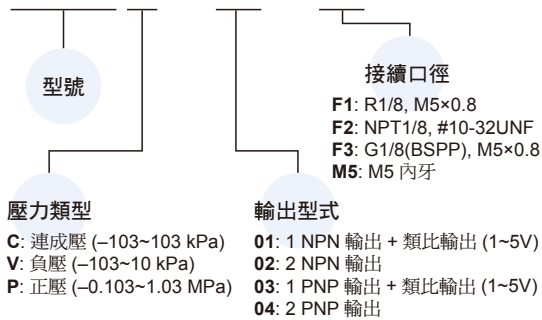 型號
接續口徑
F1: R1/8, M5×0.8
F2: NPT1/8, #10-32UNF
F3: G1/8(BSPP), M5×0.8
M5: M5 內牙
壓力類型
C: 連成壓 (–103~103 kPa)
V: 負壓 (–103~10 kPa)
P: 正壓 (–0.103~1.03 MPa)
輸出型式
01: 1 NPN 輸出 + 類比輸出 (1~5V)
02: 2 NPN 輸出
03: 1 PNP 輸出 + 類比輸出 (1~5V)
04: 2 PNP 輸出